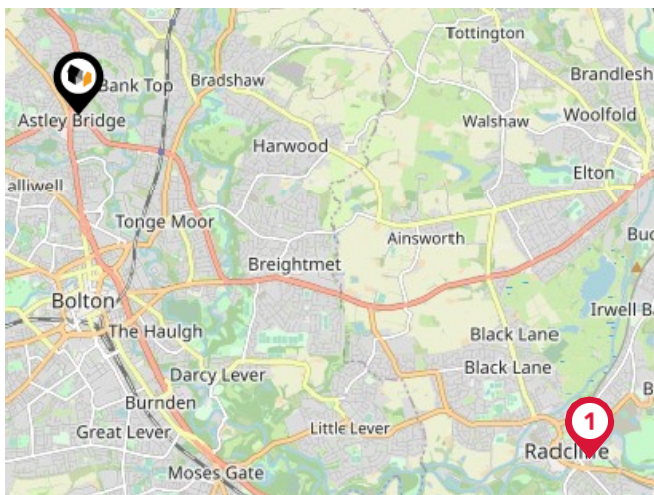 Tottington
Bank Top
Bradshaw
Brandlesh
Astley Bridge
Walshaw
Woolfold
Harwood
Elton
alliwell
Tonge Moor
Ainsworth
Buc
Breightmet
Bolton
Irwell Ba
The Haulgh
Black Lane
Darcy Lever
Black Lane
B
Burnden
Great Lever
Little Lever
1
Radcliffe
Moses Gate